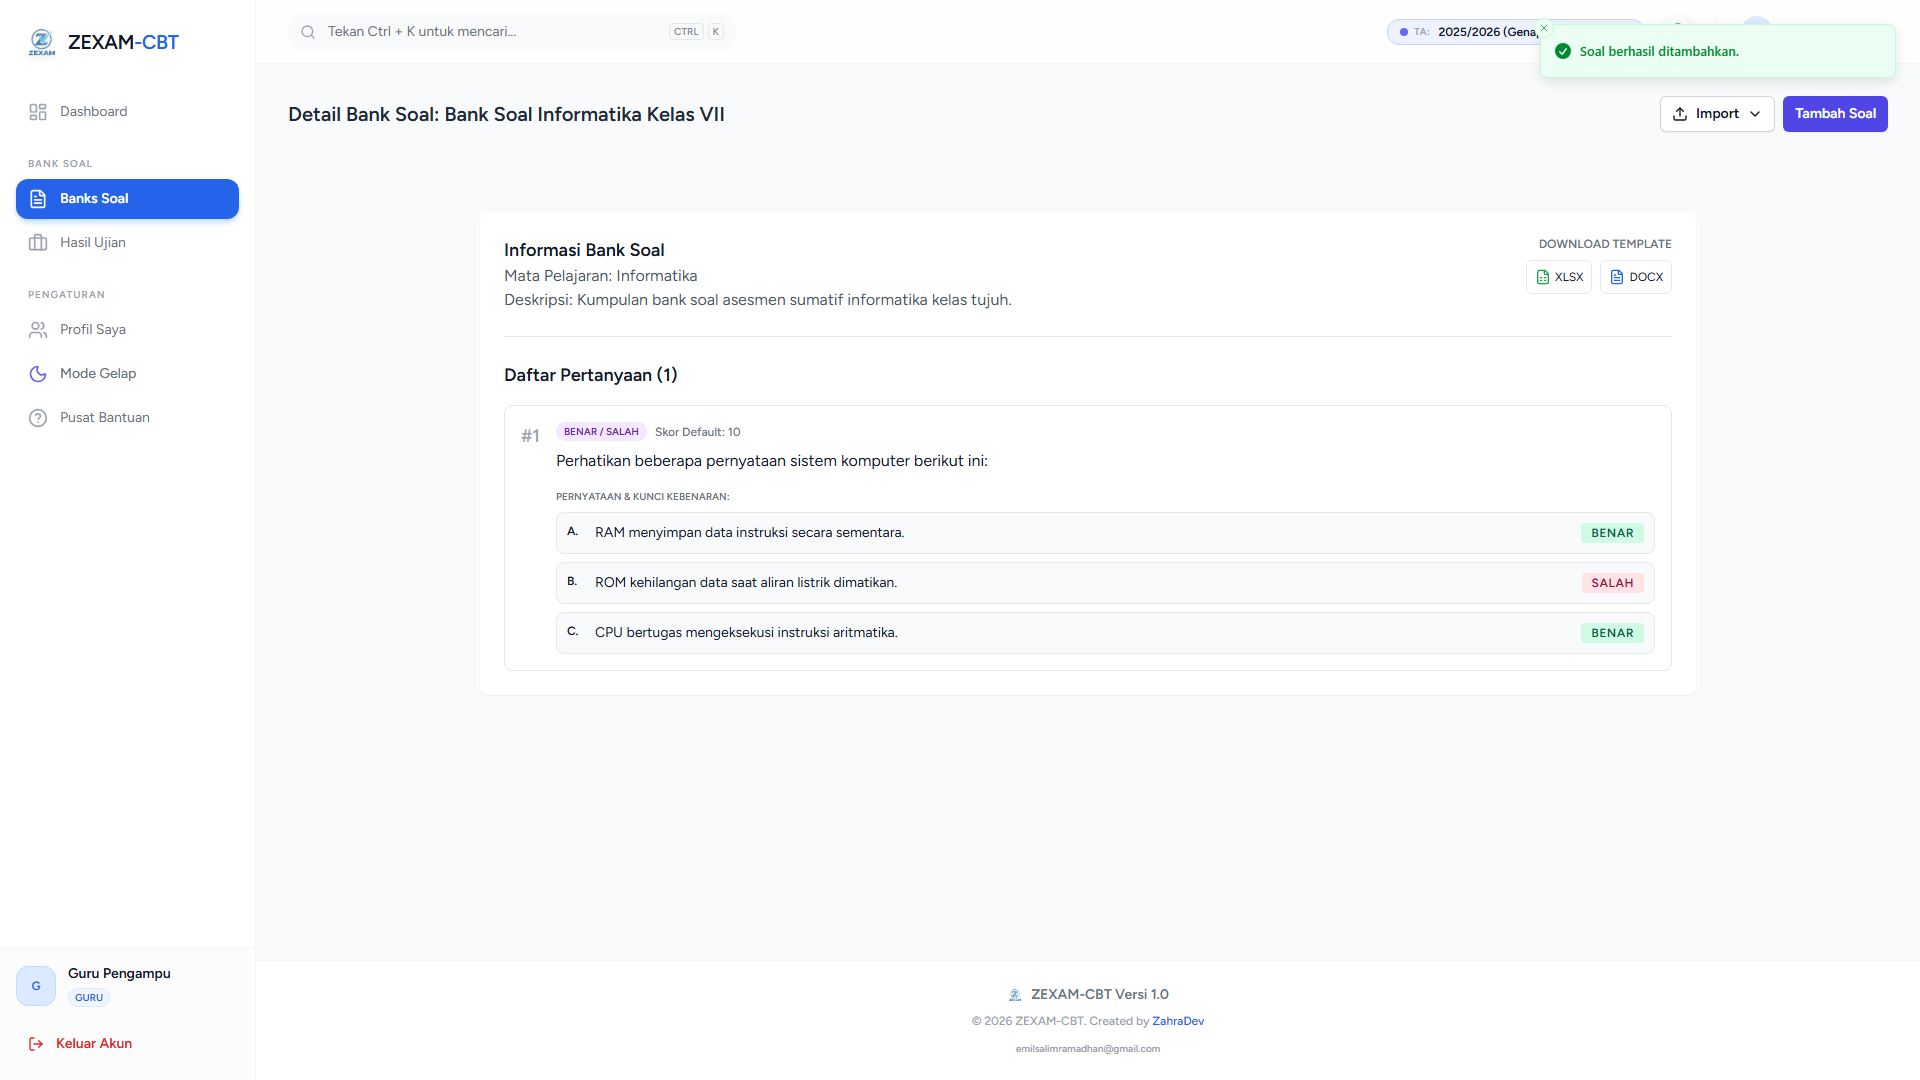 ZEXAM-CBT
ZEXAM
Dashboard
BANK SOAL
Banks Soal
Hasil Ujian
PENGATURAN
Profil Saya
Mode Gelap
Pusat Bantuan
G
Guru Pengampu
GURU
Keluar Akun
Tekan Ctrl + K untuk mencari...
CTRL K
TA: 2025/2026
Soal berhasil ditambahkan.
Detail Bank Soal: Bank Soal Informatika Kelas VII
Import
Tambah Soal
Informasi Bank Soal
Mata Pelajaran: Informatika
Deskripsi: Kumpulan bank soal asesmen sumatif informatika kelas tujuh.
DOWNLOAD TEMPLATE
XLSX
DOCX
Daftar Pertanyaan (1)
#1
BENAR / SALAH Skor Default: 10
Perhatikan beberapa pernyataan sistem komputer berikut ini:
PERNYATAAN & KUNCI KEBENARAN:
A. RAM menyimpan data instruksi secara sementara. BENAR
B. ROM kehilangan data saat aliran listrik dimatikan. SALAH
C. CPU bertugas mengeksekusi instruksi aritmatika. BENAR
ZEXAM-CBT Versi 1.0
© 2026 ZEXAM-CBT. Created by ZahraDev
emilsalimramadhan@gmail.com